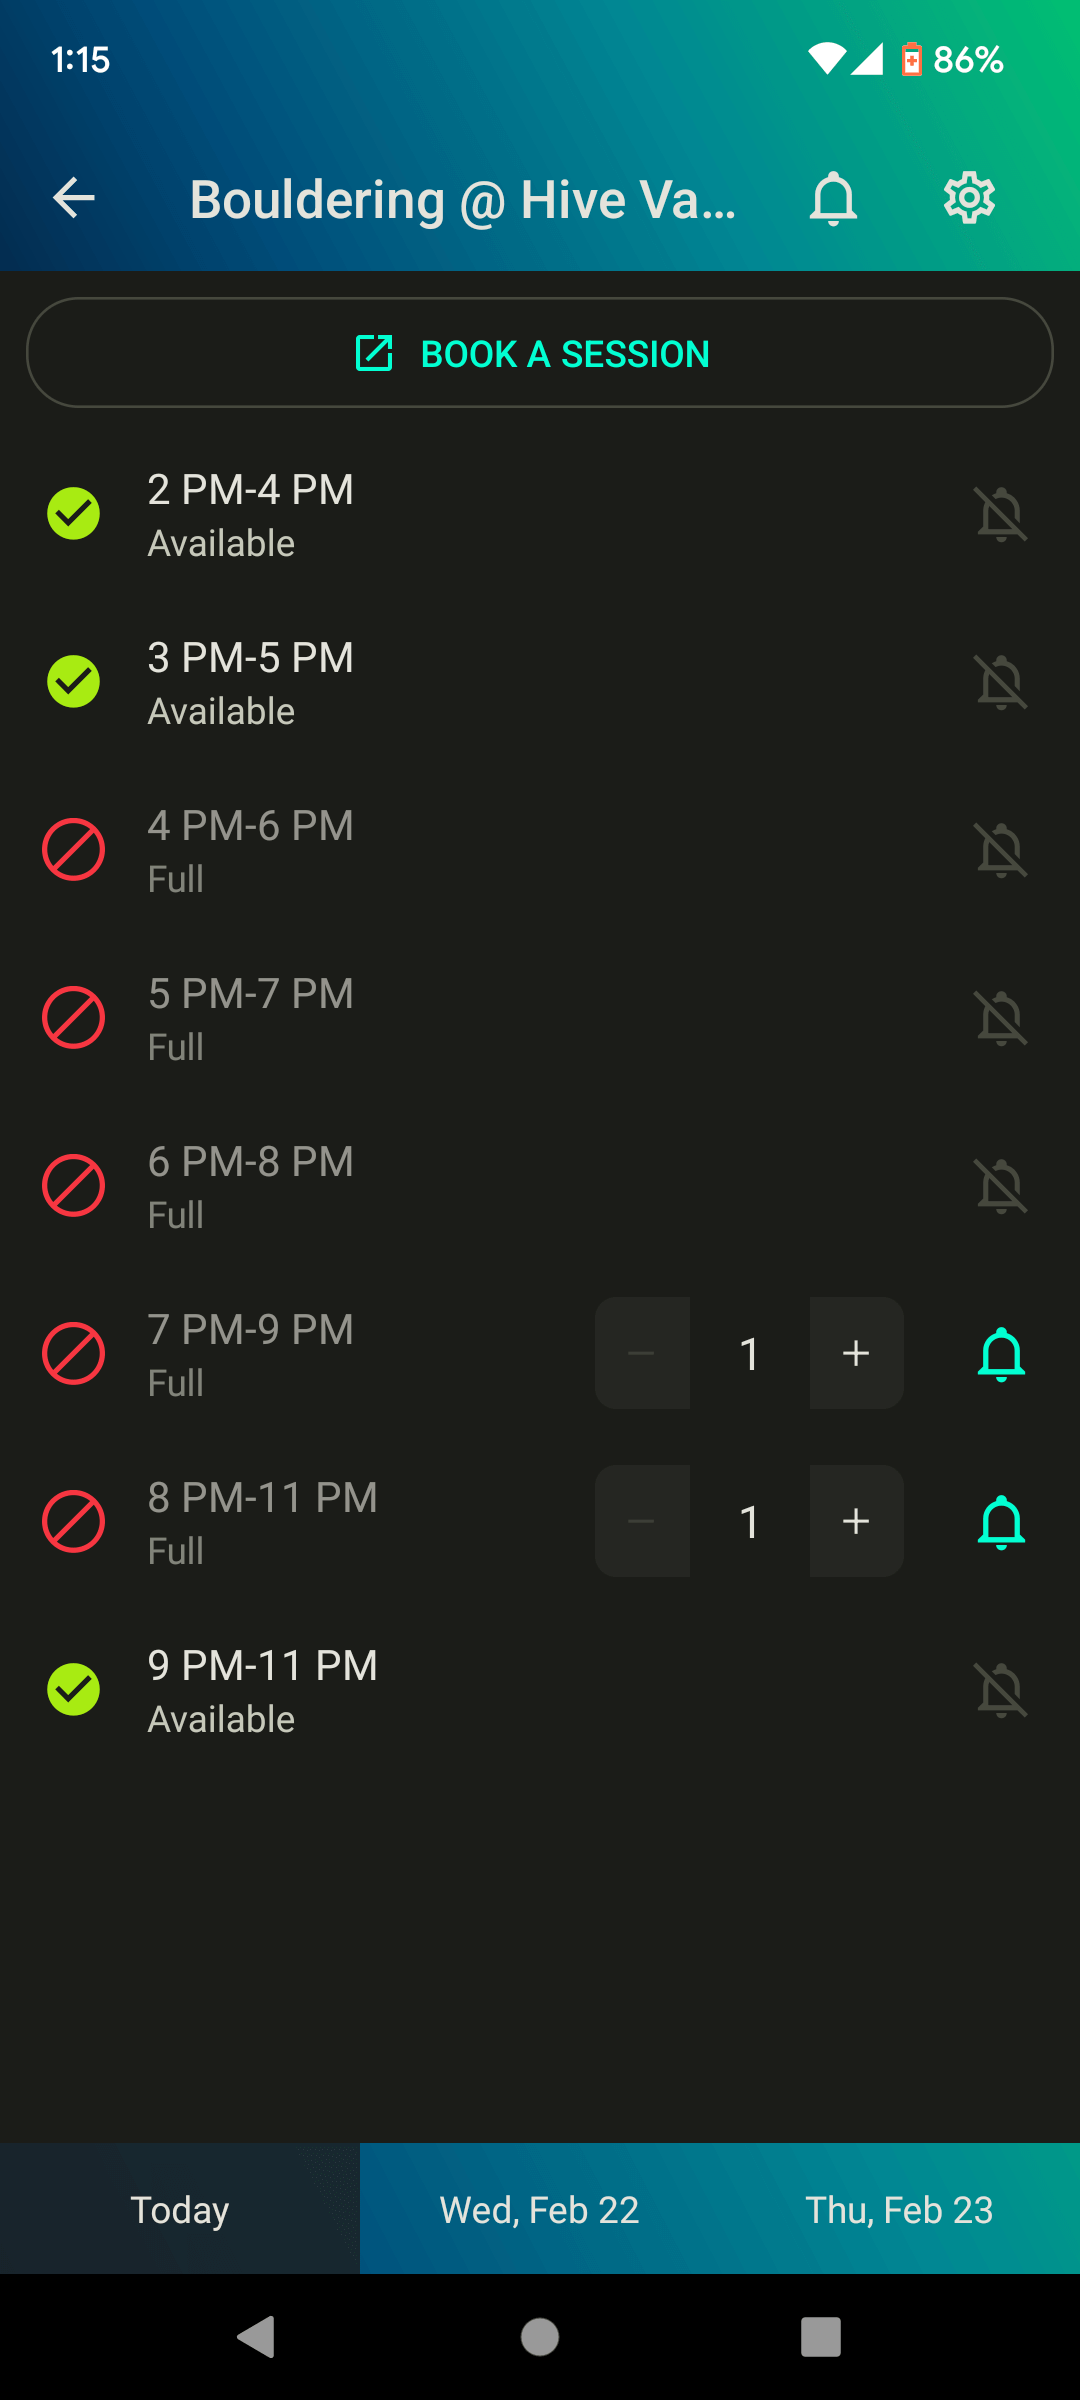 1:15
86%
Bouldering @ Hive Va...
BOOK A SESSION
2 PM-4 PM
Available
3 PM-5 PM
Available
4 PM-6 PM
Full
5 PM-7 PM
Full
6 PM-8 PM
Full
7 PM-9 PM
Full
− 1 +
8 PM-11 PM
Full
− 1 +
9 PM-11 PM
Available
Today
Wed, Feb 22
Thu, Feb 23